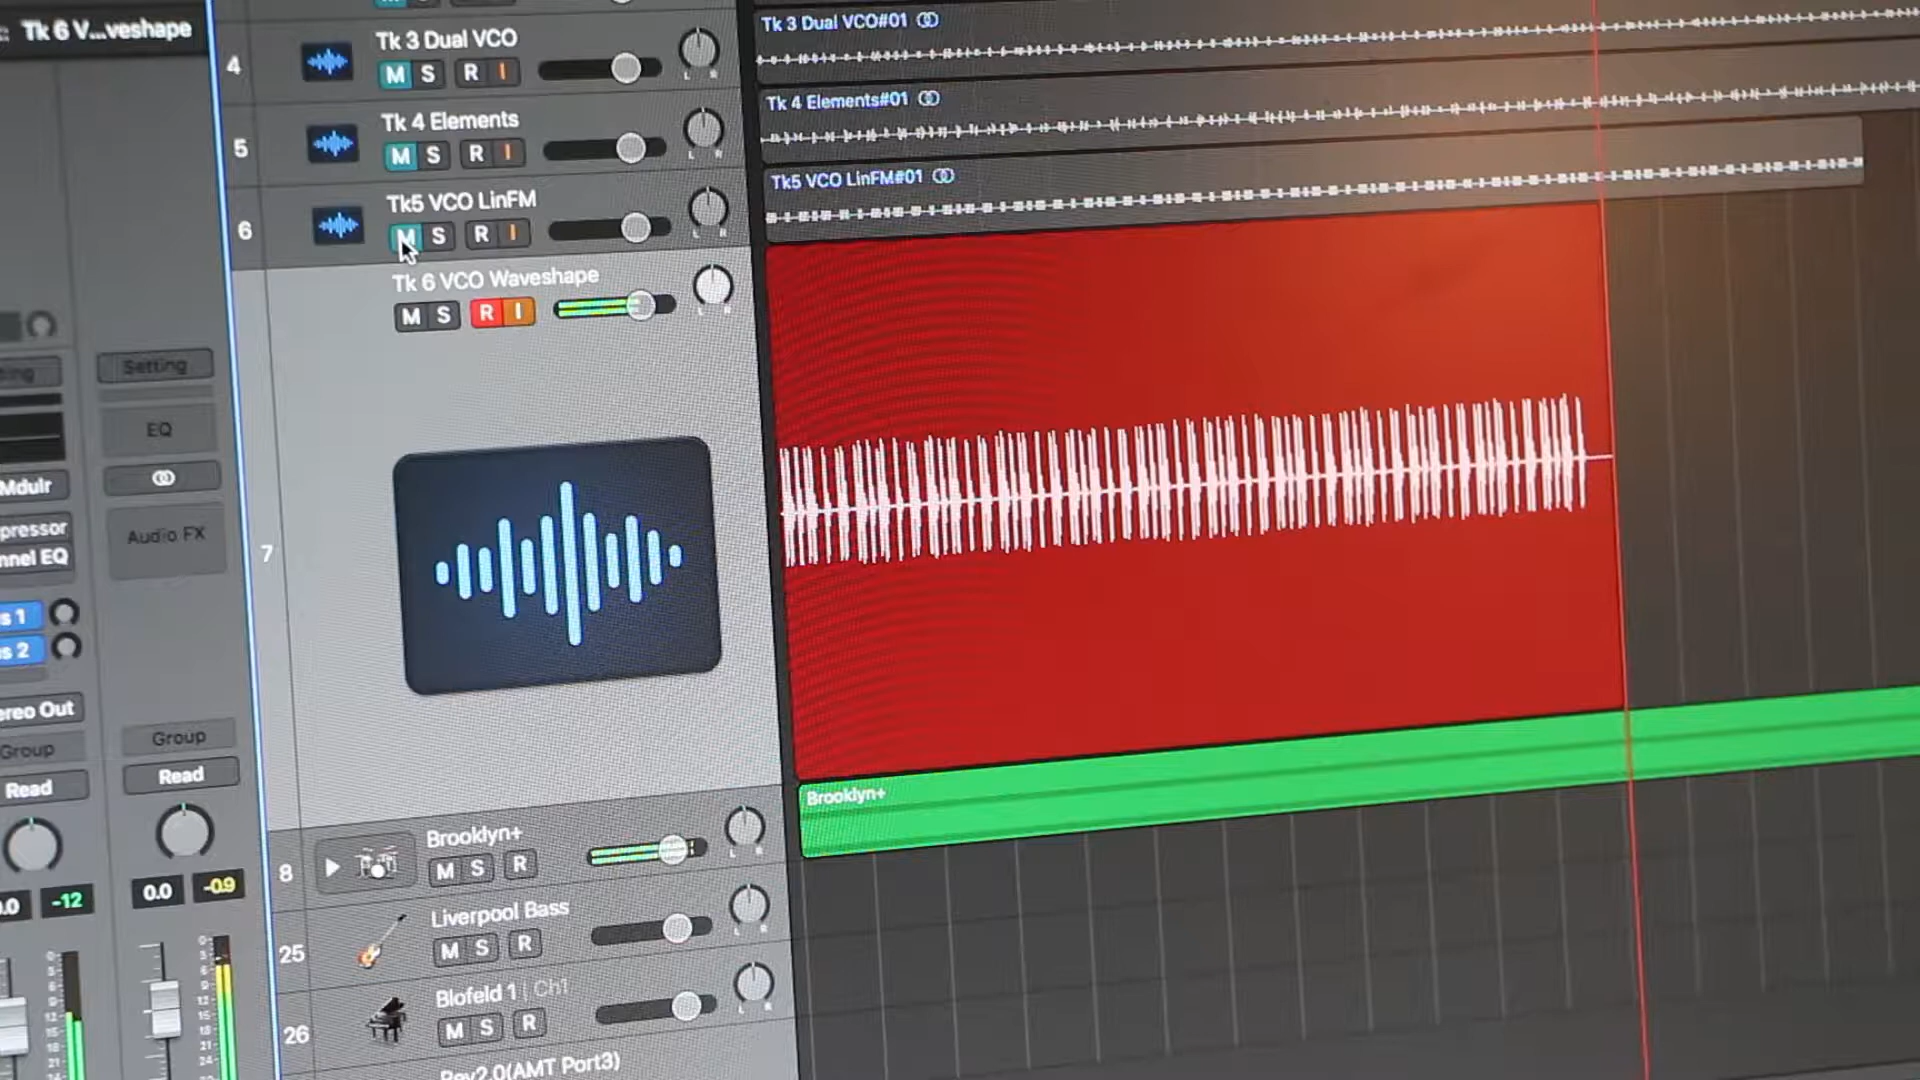 Tk 6 V...veshape
4
Tk 3 Dual VCO
M S R I
L R
Tk 3 Dual VCO#01
5
Tk 4 Elements
M S R I
L R
Tk 4 Elements#01
6
Tk5 VCO LinFM
M S R I
L R
Tk5 VCO LinFM#01
7
Tk 6 VCO Waveshape
M S R I
L R
Setting
EQ
Mdulr
pressor
nnel EQ
Audio FX
s 1
s 2
ereo Out
Group
Group
Read
Read
.0
-12
0.0
-0.9
8
Brooklyn+
M S R
L R
Brooklyn+
25
Liverpool Bass
M S R
L R
26
Blofeld 1 | Ch1
M S R
L R
Rev2.0(AMT Port3)